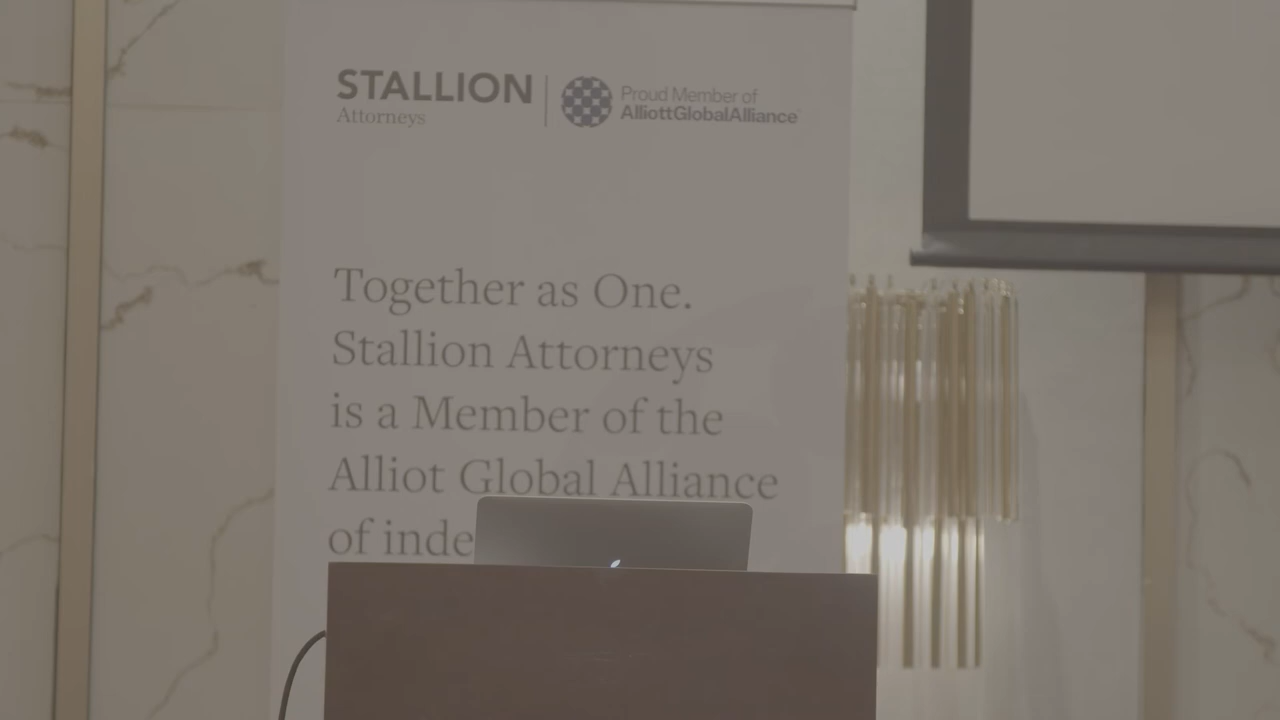 STALLION
Attorneys
Proud Member of
AlliottGlobalAlliance
Together as One.
Stallion Attorneys
is a Member of the
Alliot Global Alliance
of inde